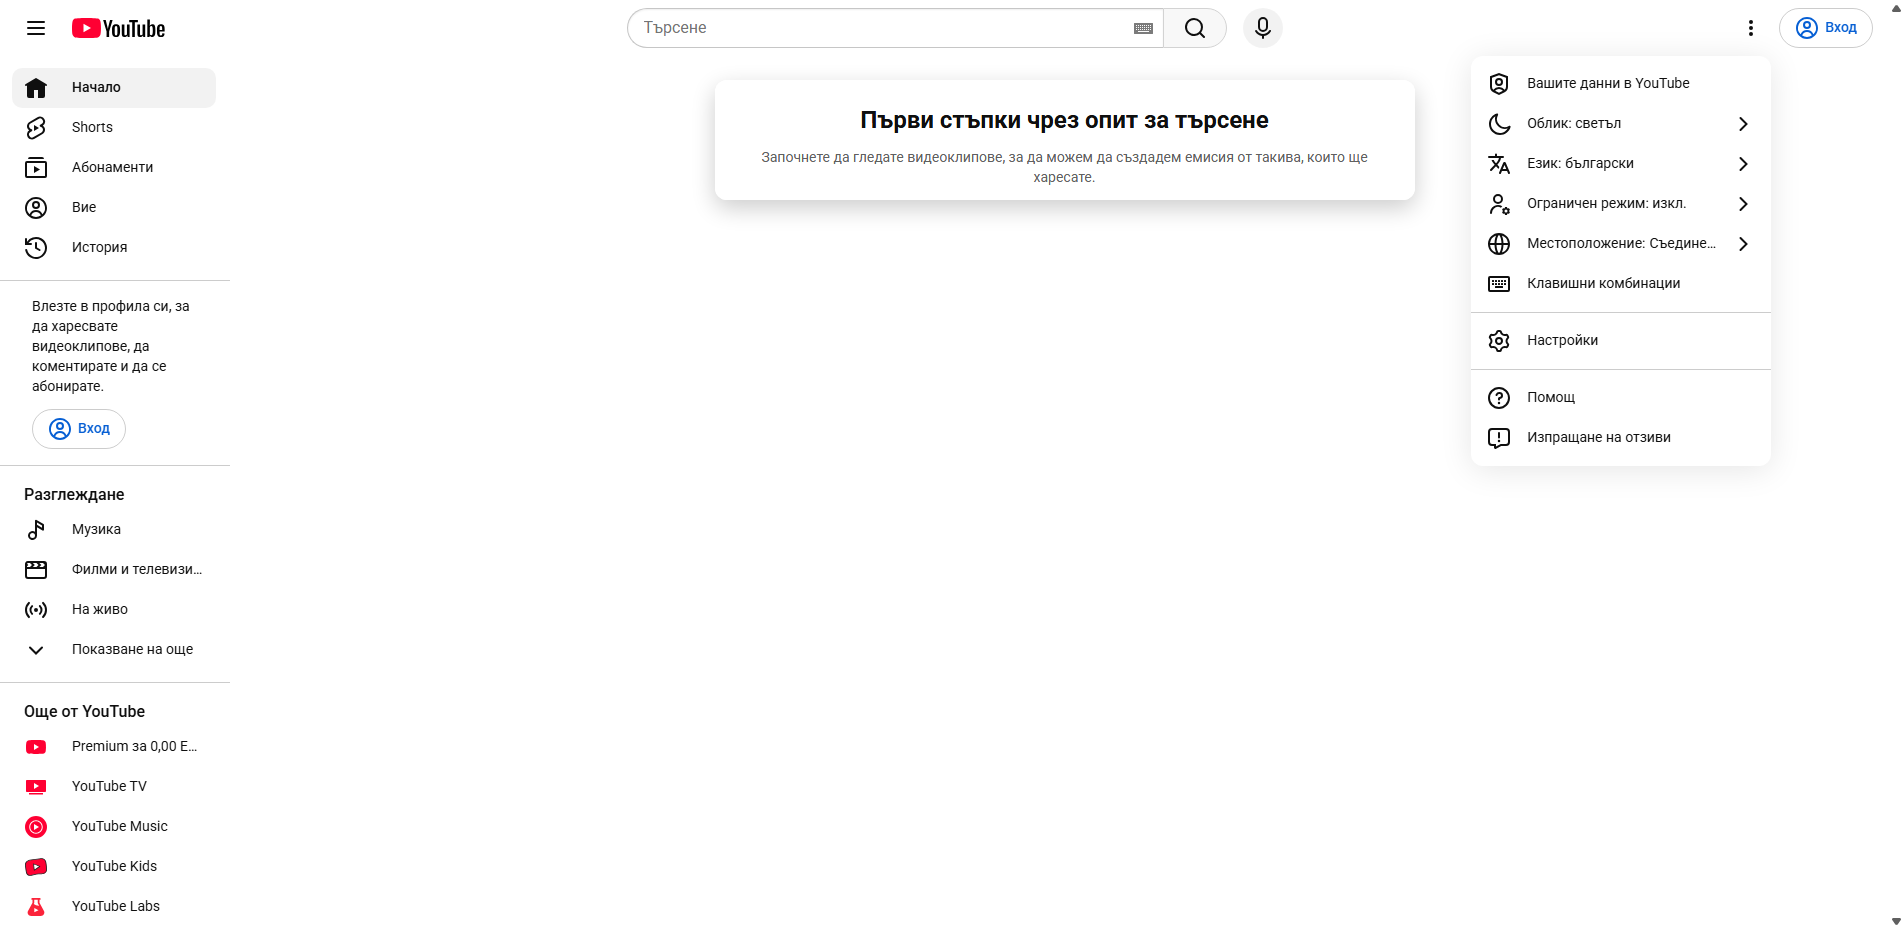 YouTube
Търсене
Вход
Начало
Shorts
Абонаменти
Вие
История
Влезте в профила си, за
да харесвате
видеоклипове, да
коментирате и да се
абонирате.
Вход
Разглеждане
Музика
Филми и телевизи...
На живо
Показване на още
Още от YouTube
Premium за 0,00 E...
YouTube TV
YouTube Music
YouTube Kids
YouTube Labs
Първи стъпки чрез опит за търсене
Започнете да гледате видеоклипове, за да можем да създадем емисия от такива, които ще
харесате.
Вашите данни в YouTube
Облик: светъл
Език: български
Ограничен режим: изкл.
Местоположение: Съедине...
Клавишни комбинации
Настройки
Помощ
Изпращане на отзиви